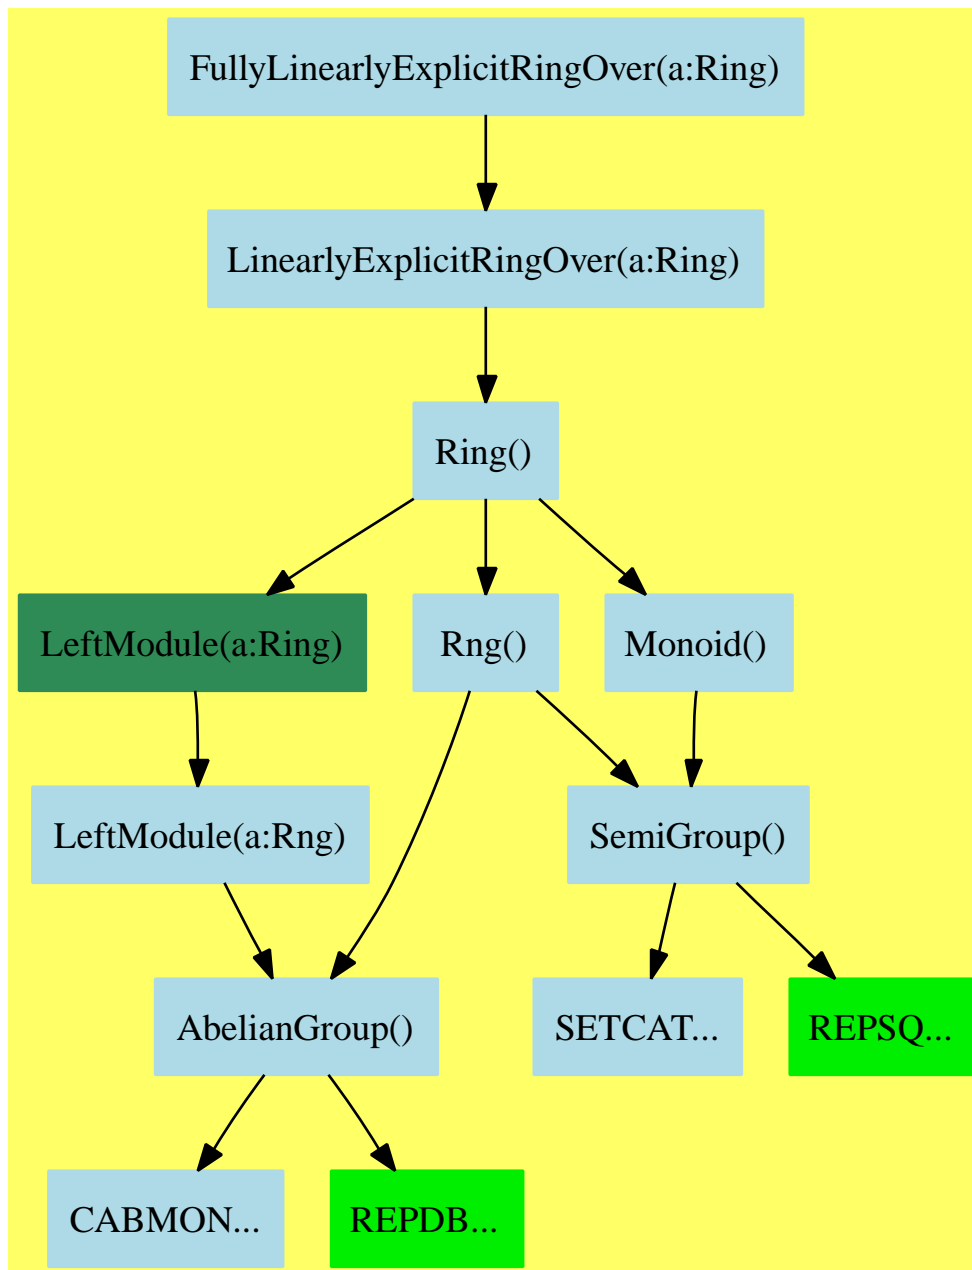 FullyLinearlyExplicitRingOver(a:Ring)
LinearlyExplicitRingOver(a:Ring)
Ring()
LeftModule(a:Ring)
Rng()
Monoid()
LeftModule(a:Rng)
SemiGroup()
AbelianGroup()
SETCAT...
REPSQ...
CABMON...
REPDB...